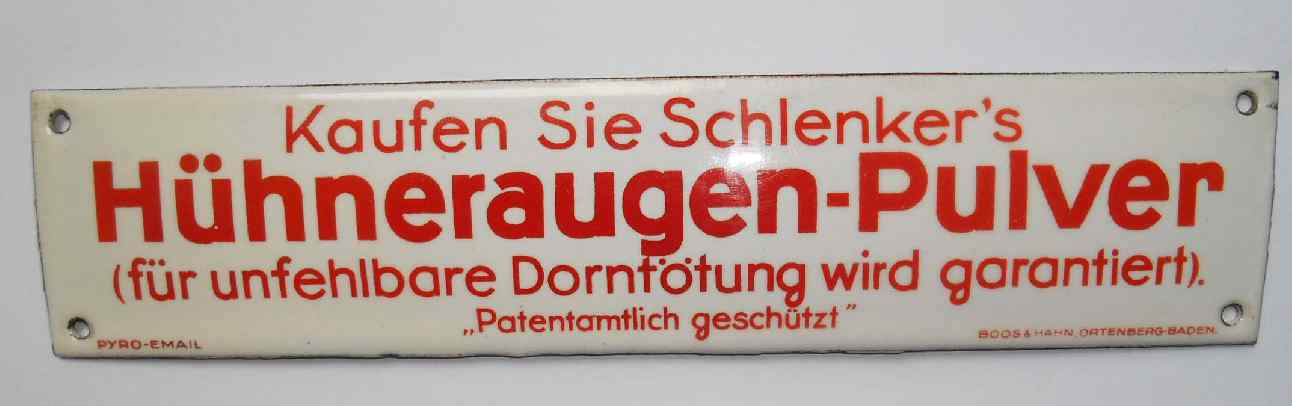 Kaufen Sie Schlenker's
Hühneraugen-Pulver
(für unfehlbare Dorntötung wird garantiert).
„Patentamtlich geschützt”
PYRO-EMAIL
BOOS & HAHN, ORTENBERG-BADEN.